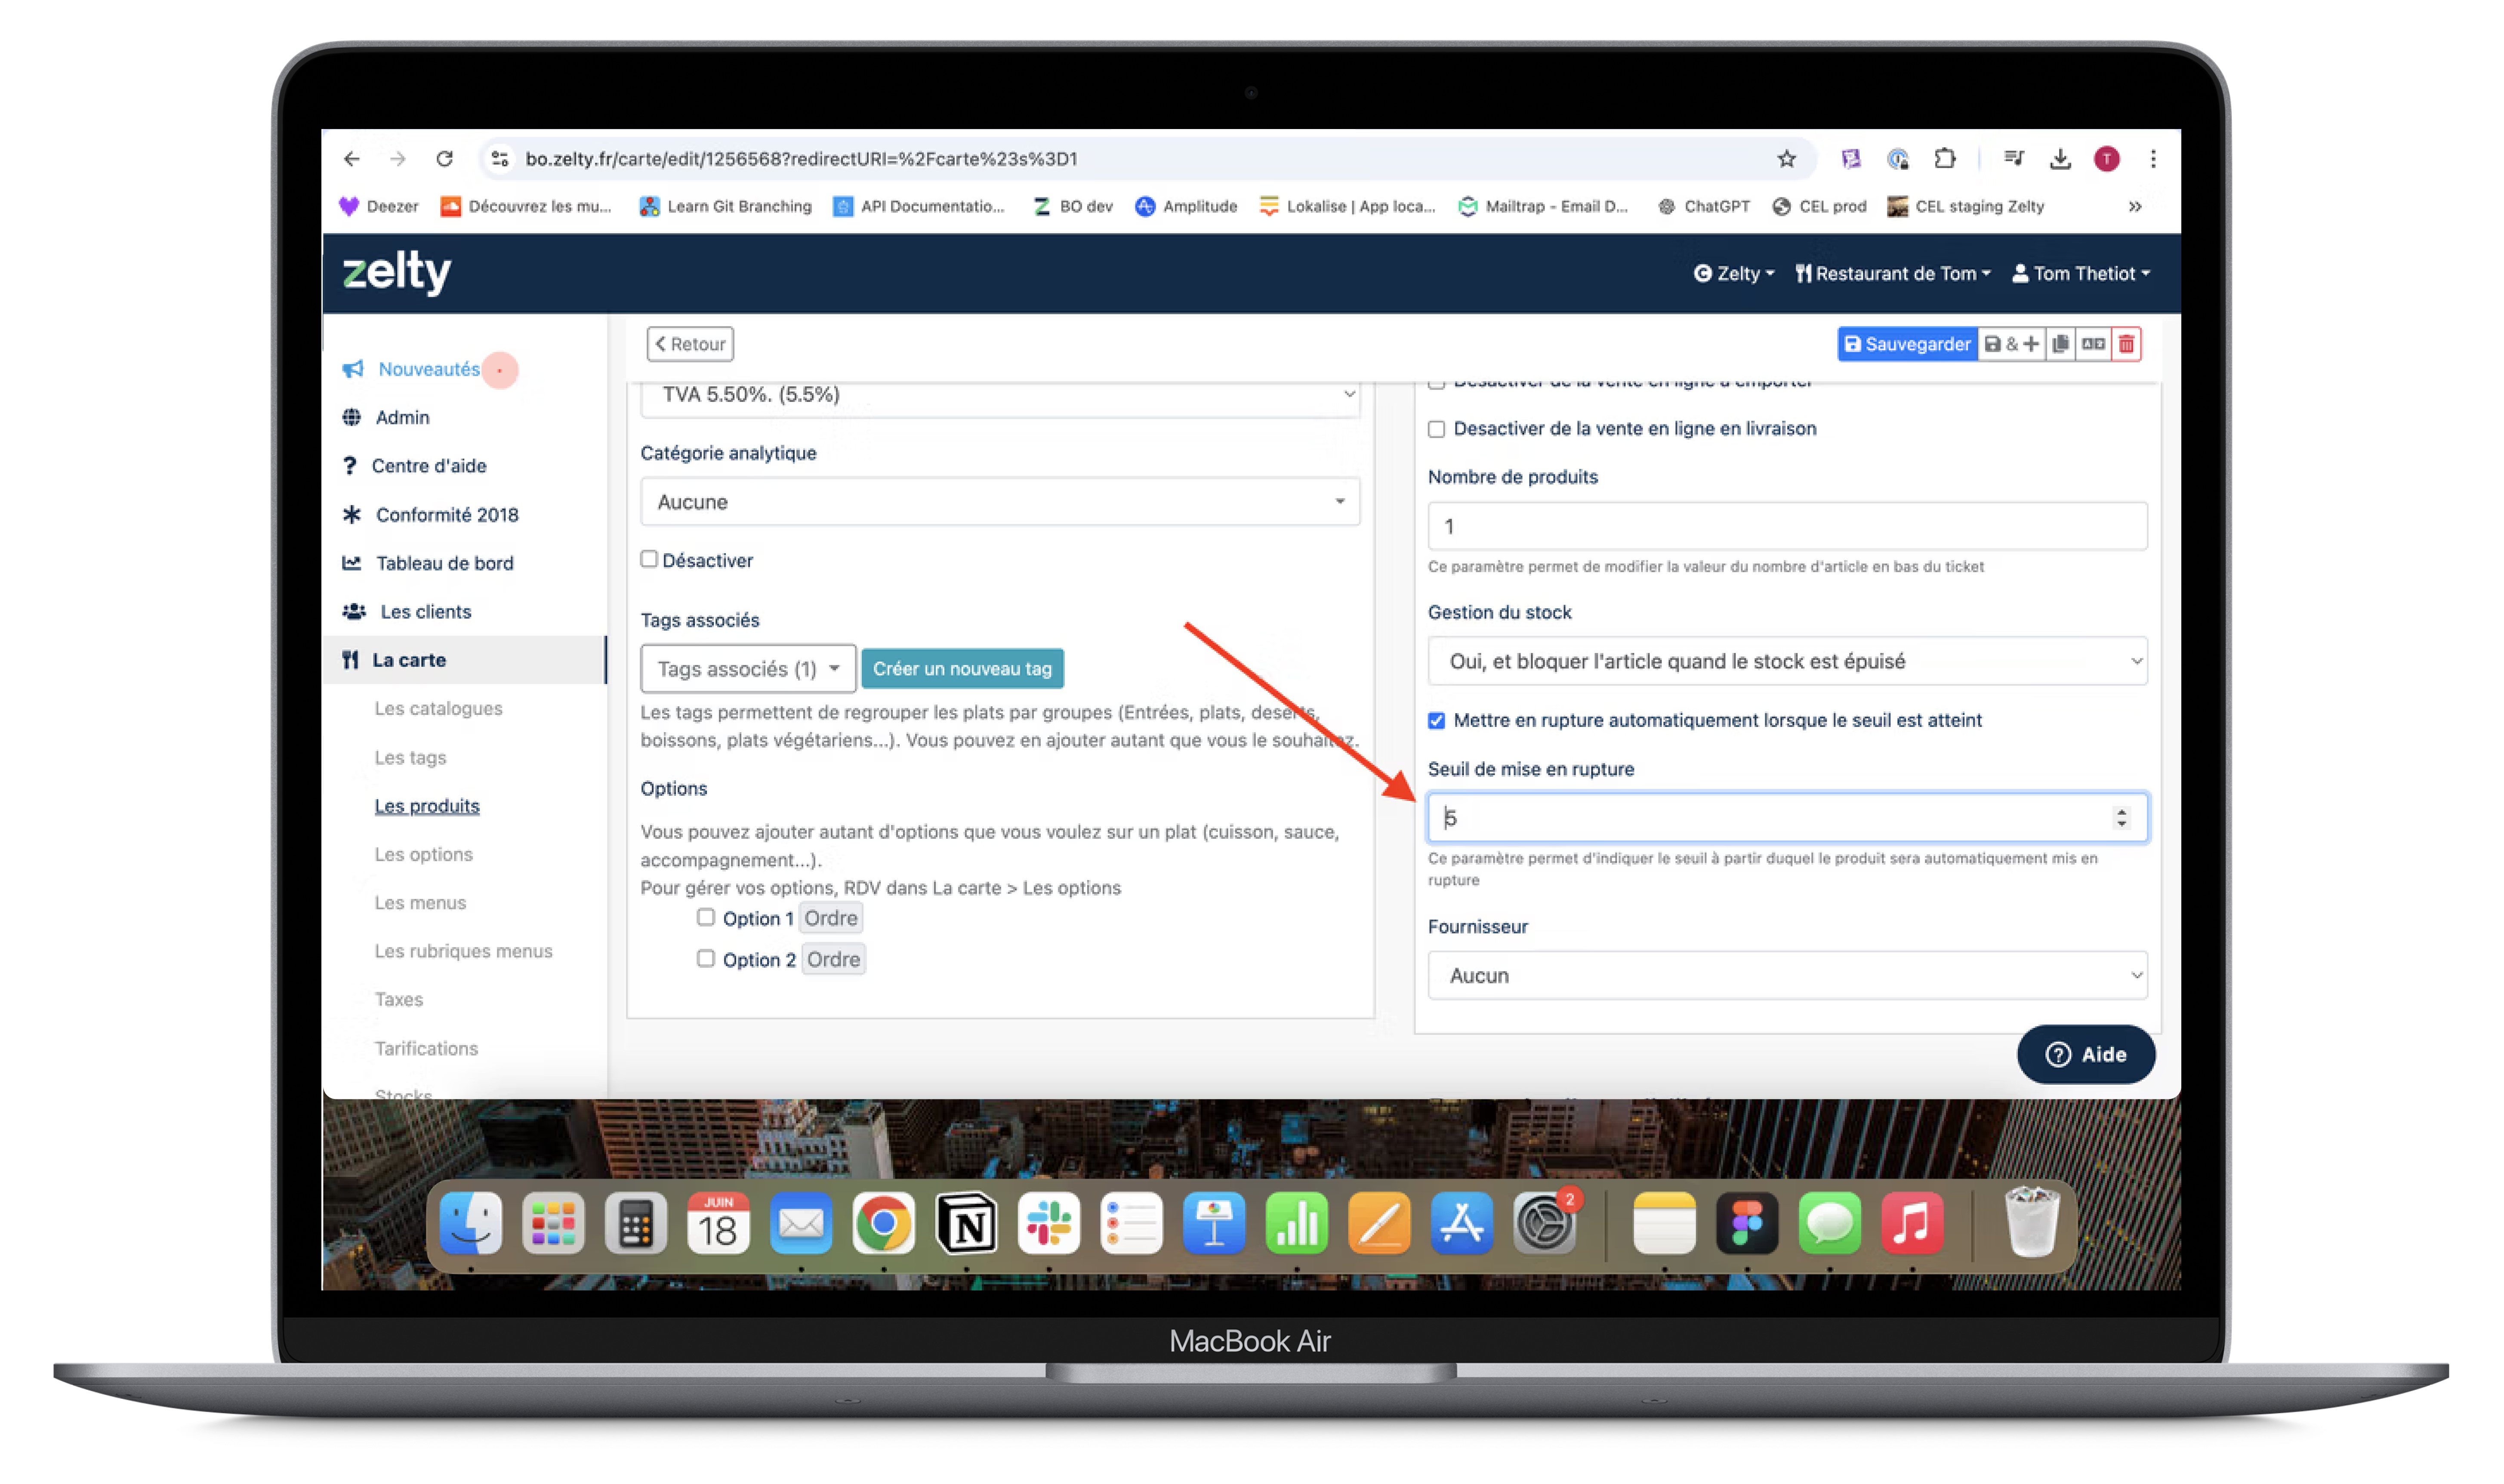 bo.zelty.fr/carte/edit/1256568?redirectURI=%2Fcarte%23s%3D1
T
Deezer
Découvrez les mu...
Learn Git Branching
API Documentatio...
BO dev
Amplitude
Lokalise | App loca...
Mailtrap - Email D...
ChatGPT
CEL prod
CEL staging Zelty
»
zelty
Zelty
Restaurant de Tom
Tom Thetiot
Nouveautés
Admin
Centre d'aide
Conformité 2018
Tableau de bord
Les clients
La carte
Les catalogues
Les tags
Les produits
Les options
Les menus
Les rubriques menus
Taxes
Tarifications
Stocks
< Retour
Sauvegarder
& +
TVA 5.50%. (5.5%)
Catégorie analytique
Aucune
Désactiver
Tags associés
Tags associés (1)
Créer un nouveau tag
Les tags permettent de regrouper les plats par groupes (Entrées, plats, deserts,
boissons, plats végétariens...). Vous pouvez en ajouter autant que vous le souhaitez.
Options
Vous pouvez ajouter autant d'options que vous voulez sur un plat (cuisson, sauce,
accompagnement...).
Pour gérer vos options, RDV dans La carte > Les options
Option 1 Ordre
Option 2 Ordre
Desactiver de la vente en ligne à emporter
Desactiver de la vente en ligne en livraison
Nombre de produits
1
Ce paramètre permet de modifier la valeur du nombre d'article en bas du ticket
Gestion du stock
Oui, et bloquer l'article quand le stock est épuisé
Mettre en rupture automatiquement lorsque le seuil est atteint
Seuil de mise en rupture
5
Ce paramètre permet d'indiquer le seuil à partir duquel le produit sera automatiquement mis en
rupture
Fournisseur
Aucun
Aide
JUIN
18
2
MacBook Air